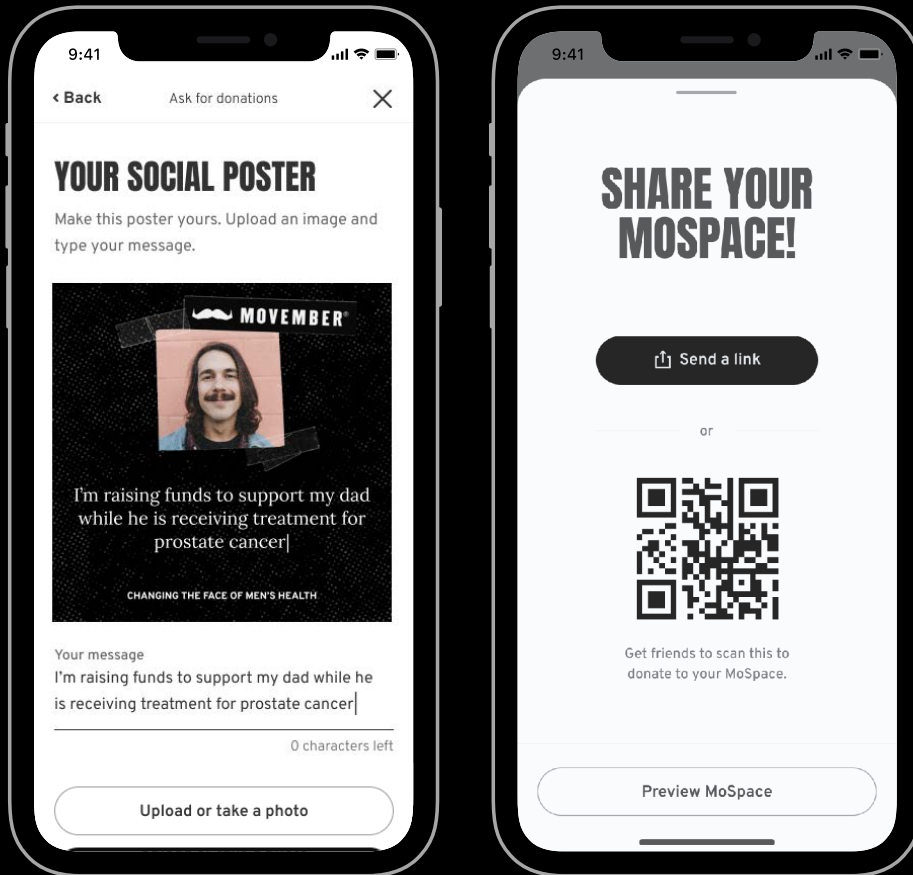 9:41
< Back
Ask for donations
YOUR SOCIAL POSTER
Make this poster yours. Upload an image and
type your message.
MOVEMBER®
I'm raising funds to support my dad
while he is receiving treatment for
prostate cancer
CHANGING THE FACE OF MEN'S HEALTH
Your message
I'm raising funds to support my dad while he
is receiving treatment for prostate cancer
0 characters left
Upload or take a photo
9:41
SHARE YOUR
MOSPACE!
Send a link
or
Get friends to scan this to
donate to your MoSpace.
Preview MoSpace